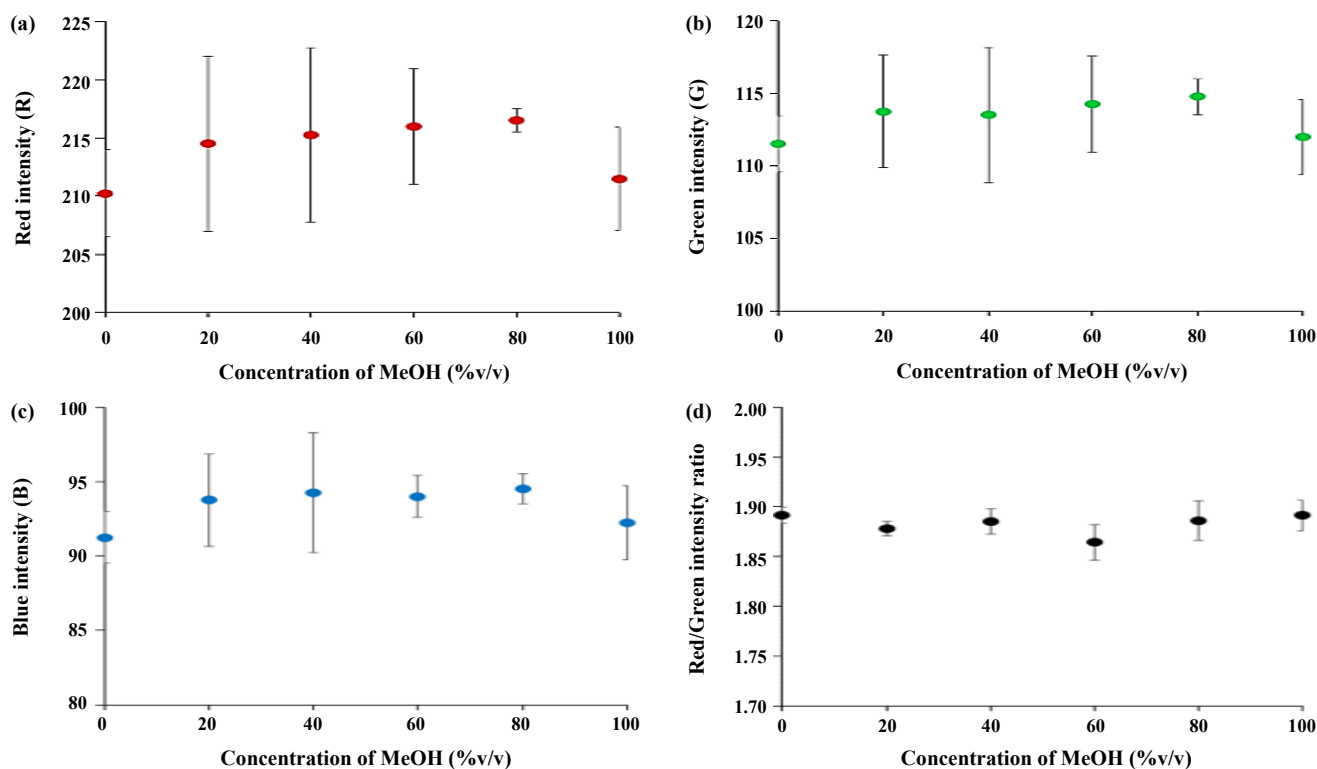 (a)
Red intensity (R)
225
220
215
210
205
200
0 20 40 60 80 100
Concentration of MeOH (%v/v)
(b)
Green intensity (G)
120
115
110
105
100
0 20 40 60 80 100
Concentration of MeOH (%v/v)
(c)
Blue intensity (B)
100
95
90
85
80
0 20 40 60 80 100
Concentration of MeOH (%v/v)
(d)
Red/Green intensity ratio
2.00
1.95
1.90
1.85
1.80
1.75
1.70
0 20 40 60 80 100
Concentration of MeOH (%v/v)